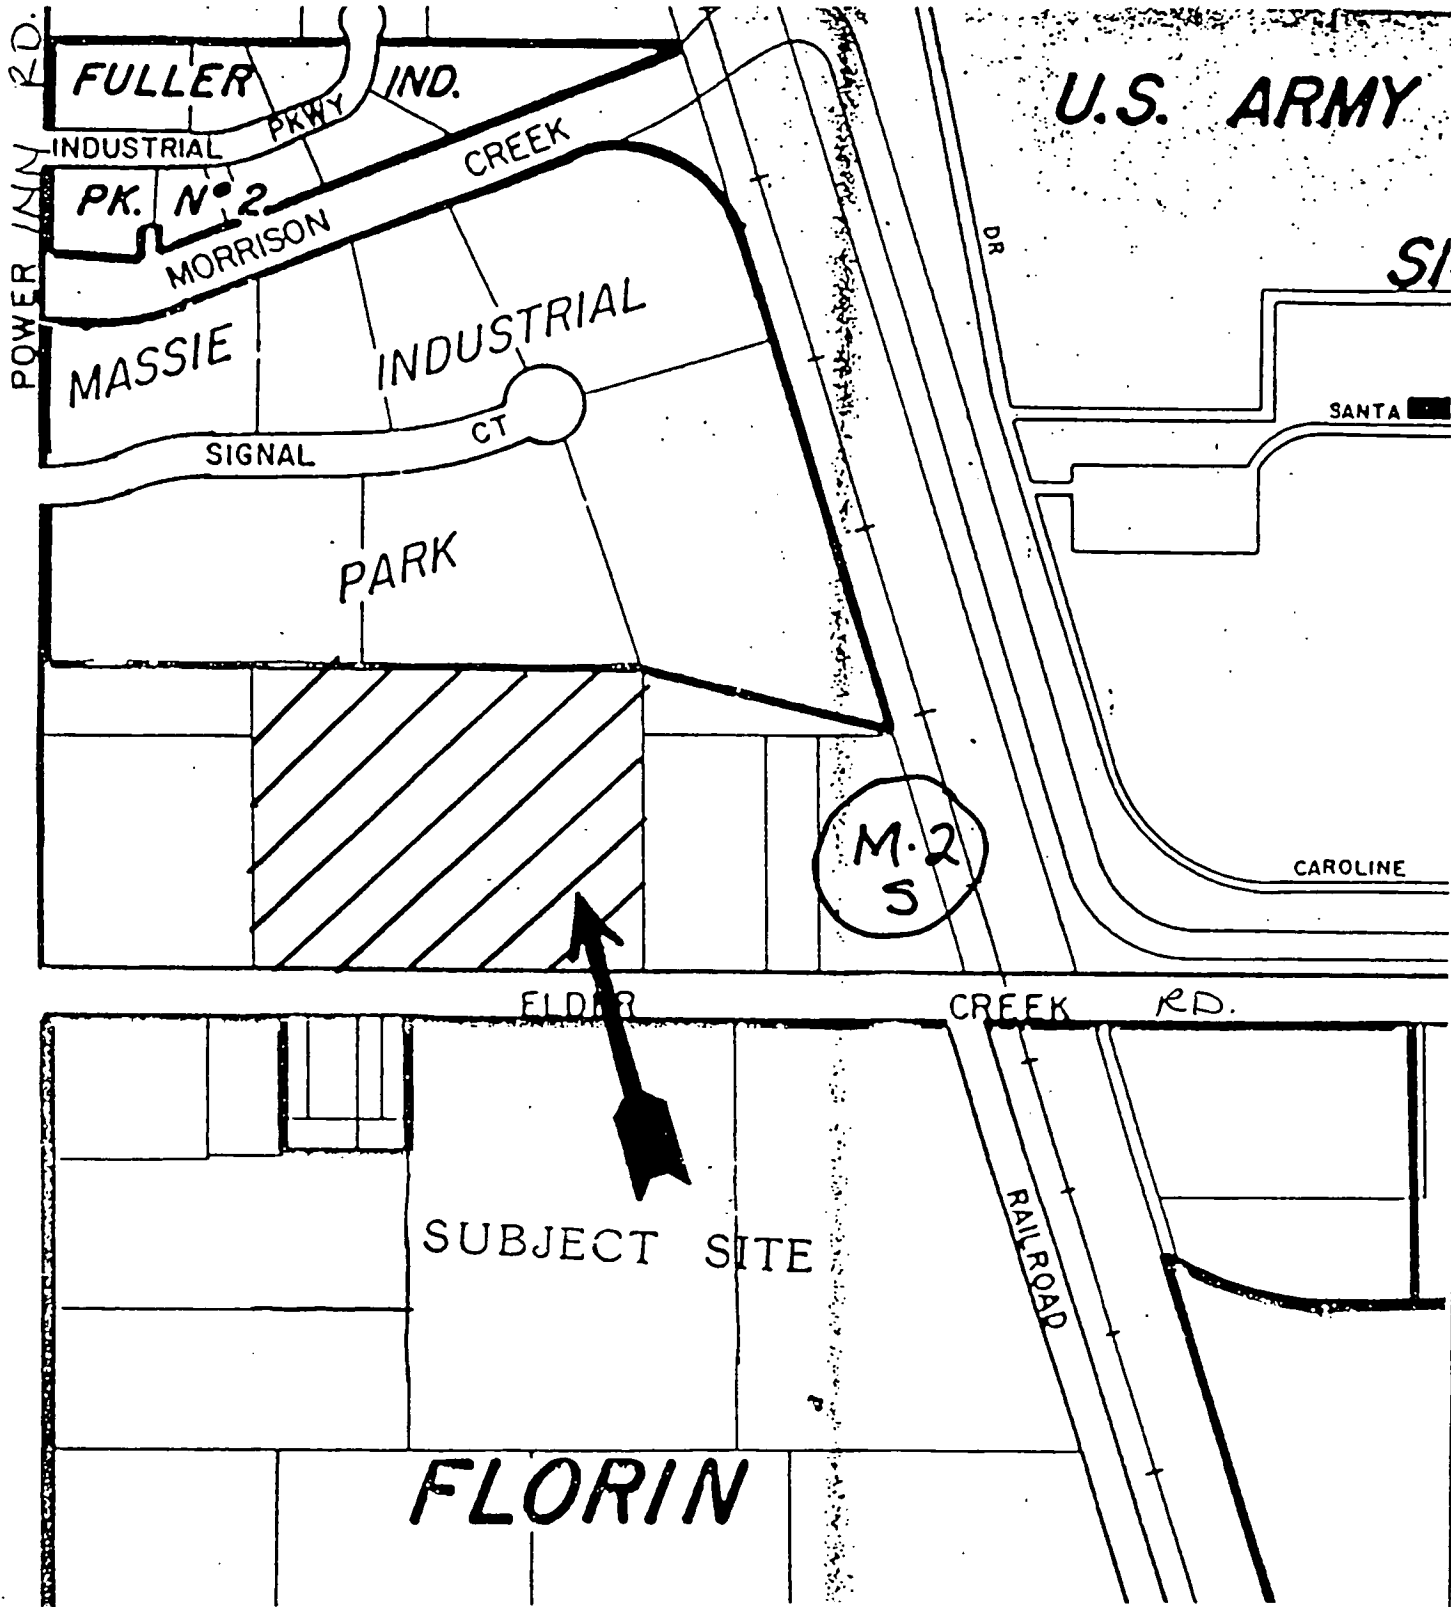 POWER INN RD.
FULLER IND.
INDUSTRIAL PKWY
PK. Nº 2
MORRISON CREEK
U.S. ARMY
DR
MASSIE INDUSTRIAL
SANTA
SIGNAL CT
PARK
M-2
S
CAROLINE
ELDER CREEK RD.
SUBJECT SITE
RAILROAD
FLORIN